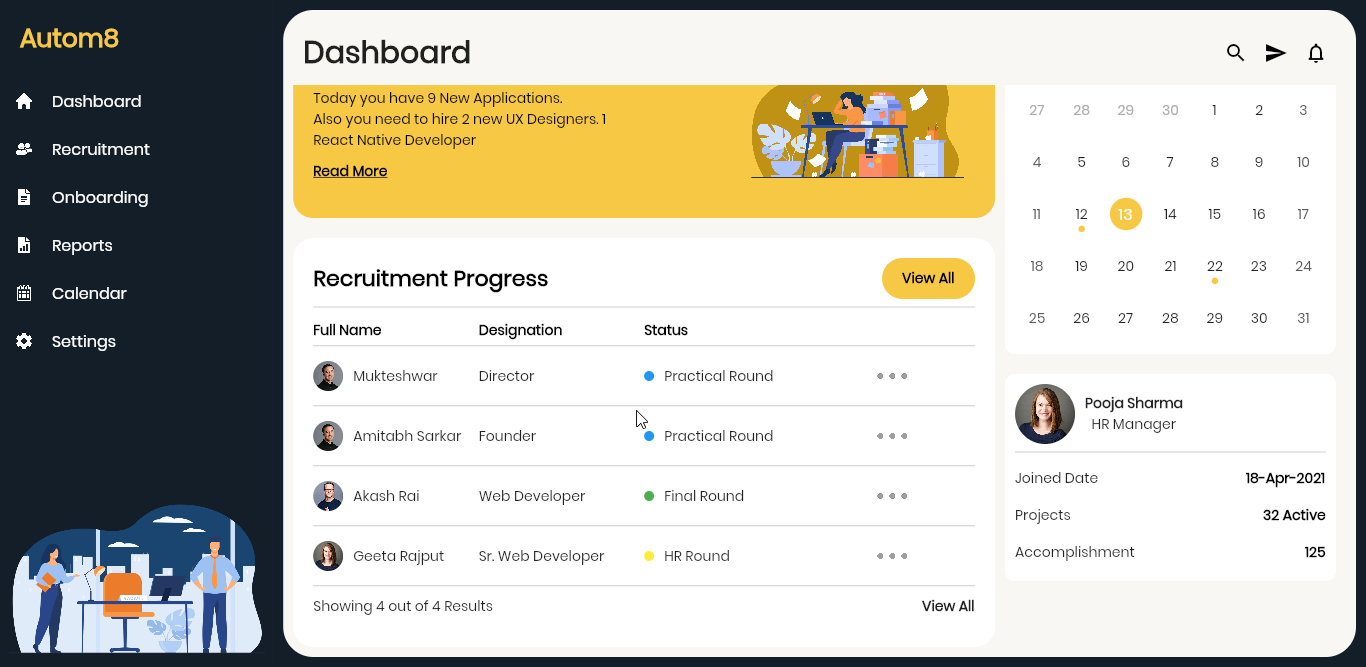 Autom8
Dashboard
Recruitment
Onboarding
Reports
Calendar
Settings
Dashboard
Today you have 9 New Applications.
Also you need to hire 2 new UX Designers. 1
React Native Developer
Read More
Recruitment Progress
View All
Full Name Designation Status
Mukteshwar Director Practical Round
Amitabh Sarkar Founder Practical Round
Akash Rai Web Developer Final Round
Geeta Rajput Sr. Web Developer HR Round
Showing 4 out of 4 Results View All
27 28 29 30 1 2 3
4 5 6 7 8 9 10
11 12 13 14 15 16 17
18 19 20 21 22 23 24
25 26 27 28 29 30 31
Pooja Sharma
HR Manager
Joined Date 18-Apr-2021
Projects 32 Active
Accomplishment 125